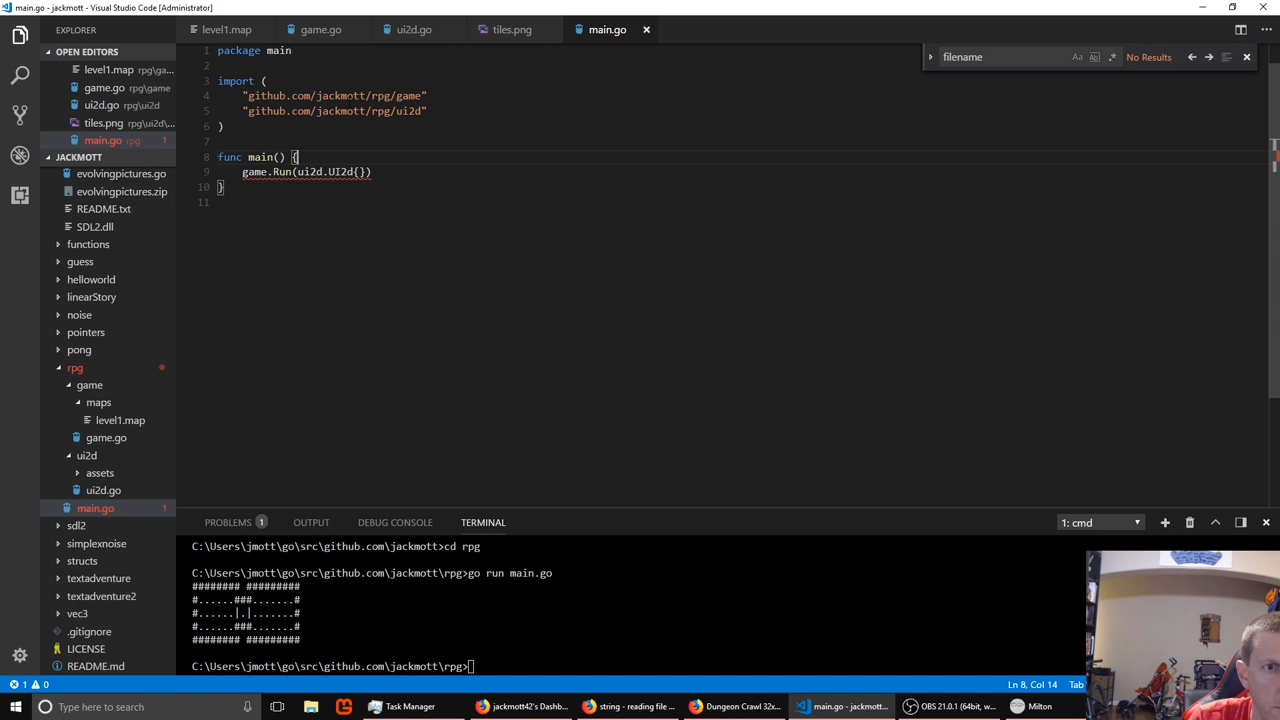 main.go - jackmott - Visual Studio Code [Administrator]
EXPLORER
level1.map
game.go
ui2d.go
tiles.png
main.go
OPEN EDITORS
level1.map rpg\ga...
game.go rpg\game
ui2d.go rpg\ui2d
tiles.png rpg\ui2d\...
main.go rpg 1
JACKMOTT
evolvingpictures.go
evolvingpictures.zip
README.txt
SDL2.dll
functions
guess
helloworld
linearStory
noise
pointers
pong
rpg
game
maps
level1.map
game.go
ui2d
assets
ui2d.go
main.go 1
sdl2
simplexnoise
structs
textadventure
textadventure2
vec3
.gitignore
LICENSE
README.md
filename
Aa Abl .*
No Results
1 package main
2
3 import (
4 "github.com/jackmott/rpg/game"
5 "github.com/jackmott/rpg/ui2d"
6 )
7
8 func main() {
9 game.Run(ui2d.UI2d{})
10 }
11
PROBLEMS 1 OUTPUT DEBUG CONSOLE TERMINAL
1: cmd
C:\Users\jmott\go\src\github.com\jackmott>cd rpg
C:\Users\jmott\go\src\github.com\jackmott\rpg>go run main.go
######## #########
#......###.......#
#......|.|.......#
#......###.......#
######## #########
C:\Users\jmott\go\src\github.com\jackmott\rpg>
1 0
Ln 8, Col 14 Tab
Type here to search
Task Manager
jackmott42's Dashb...
string - reading file ...
Dungeon Crawl 32x...
main.go - jackmott...
OBS 21.0.1 (64bit, w...
Milton